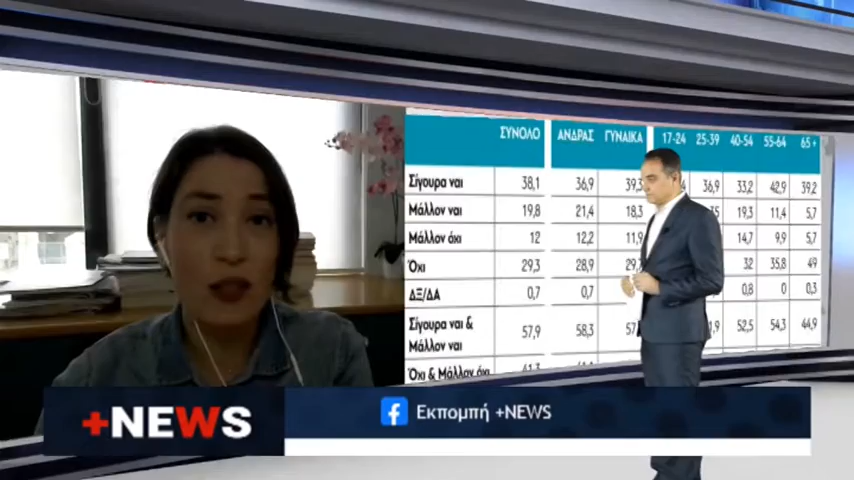 ΣΥΝΟΛΟ ΑΝΔΡΑΣ ΓΥΝΑΙΚΑ 17-24 25-39 40-54 55-64 65+
Σίγουρα ναι 38,1 36,9 39,3 36,9 33,2 42,9 39,2
Μάλλον ναι 19,8 21,4 18,3 19,3 11,4 5,7
Μάλλον όχι 12 12,2 11,9 14,7 9,9 5,7
Όχι 29,3 28,9 32 35,8 49
ΔΞ/ΔΑ 0,7 0,7 0,8 0 0,3
Σίγουρα ναι &
Μάλλον ναι 57,9 58,3 52,5 54,3 44,9
Όχι & Μάλλον όχι
+NEWS
Εκπομπή +NEWS